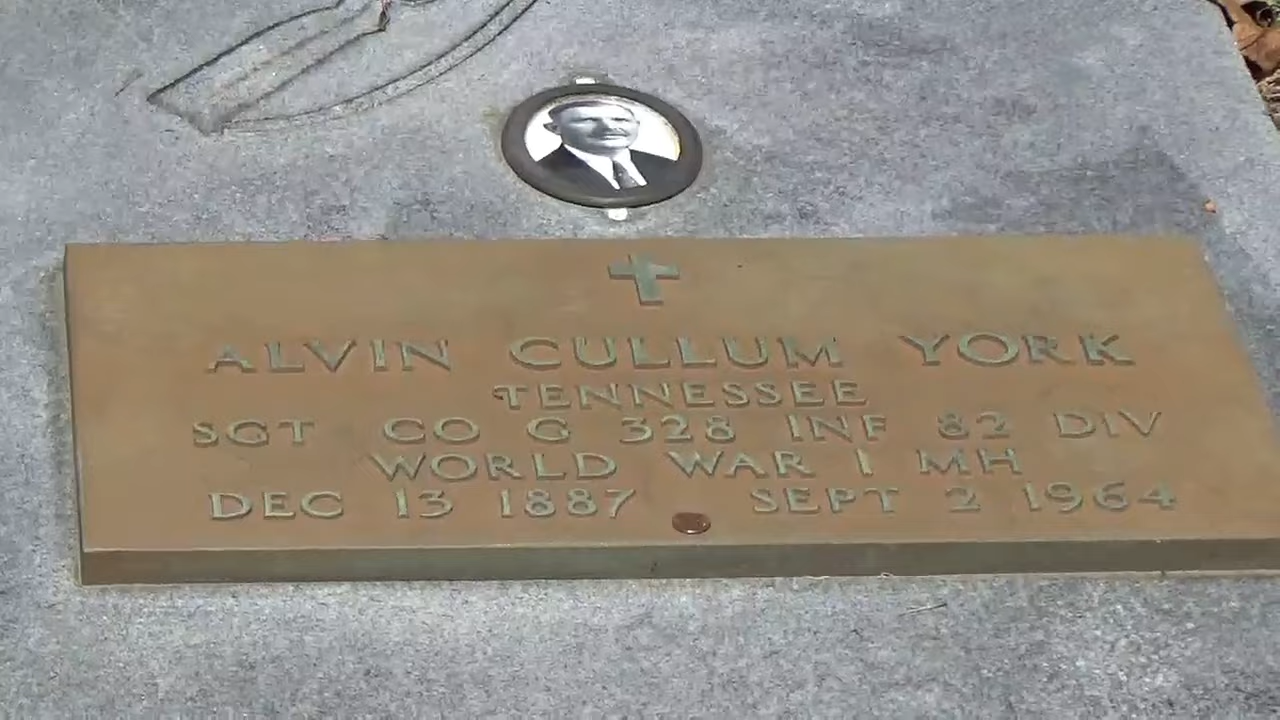 ALVIN CULLUM YORK
TENNESSEE
SGT CO G 328 INF 82 DIV
WORLD WAR I MH
DEC 13 1887 SEPT 2 1964